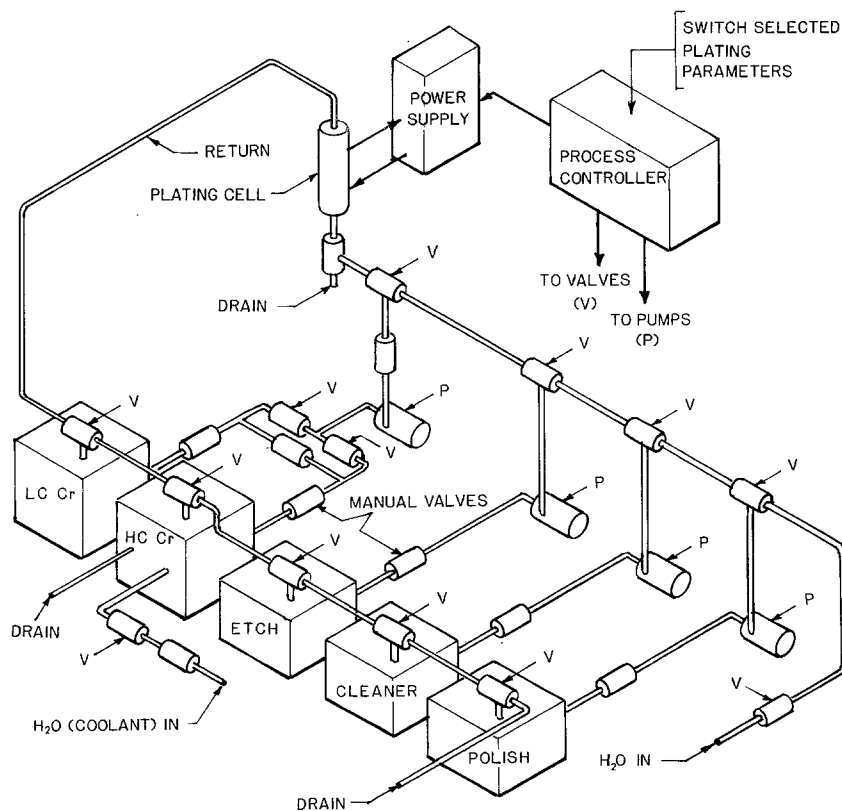 SWITCH SELECTED
PLATING
PARAMETERS
POWER
SUPPLY
RETURN
PLATING CELL
PROCESS
CONTROLLER
V
DRAIN
TO VALVES
(V)
TO PUMPS
(P)
V
V
V
V
P
V
V
LC Cr
V
P
MANUAL VALVES
HC Cr
V
P
V
P
DRAIN
ETCH
V
V
CLEANER
V
H₂O (COOLANT) IN
POLISH
H₂O IN
DRAIN